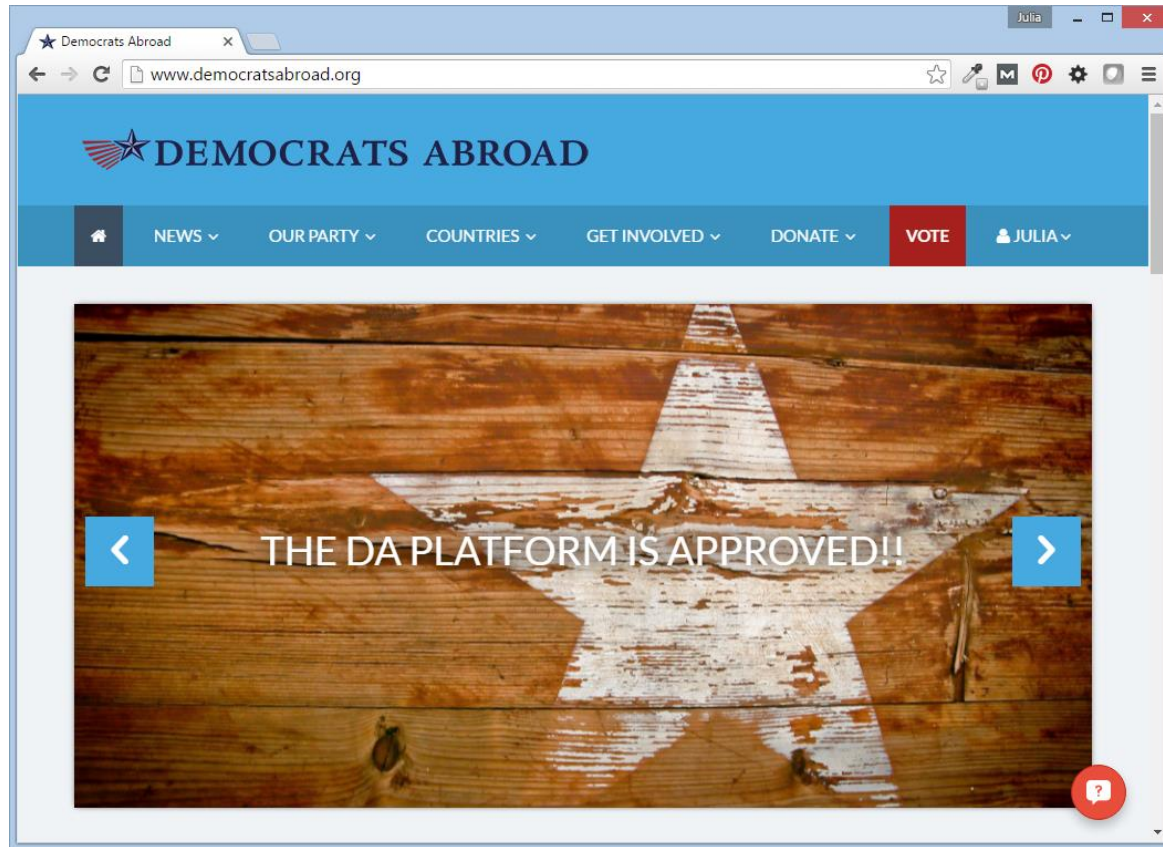 Julia
Democrats Abroad
www.democratsabroad.org
DEMOCRATS ABROAD
NEWS OUR PARTY COUNTRIES GET INVOLVED DONATE VOTE JULIA
THE DA PLATFORM IS APPROVED!!
?